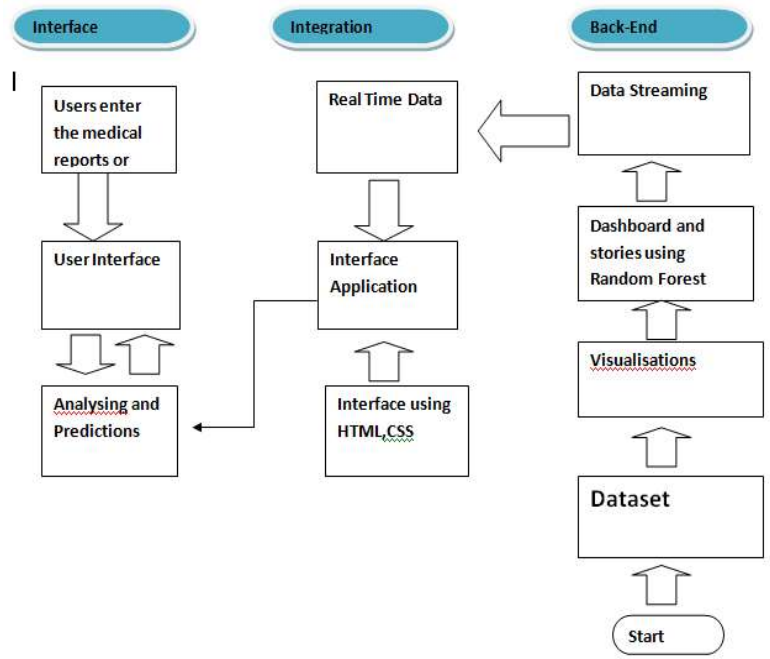 Interface
Integration
Back-End
Users enter
the medical
reports or
User Interface
Analysing and
Predictions
Real Time Data
Interface
Application
Interface using
HTML,CSS
Data Streaming
Dashboard and
stories using
Random Forest
Visualisations
Dataset
Start